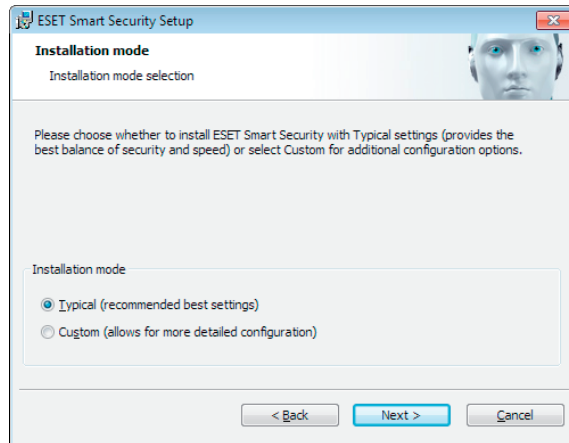 ESET Smart Security Setup
Installation mode
Installation mode selection
Please choose whether to install ESET Smart Security with Typical settings (provides the
best balance of security and speed) or select Custom for additional configuration options.
Installation mode
Typical (recommended best settings)
Custom (allows for more detailed configuration)
< Back Next > Cancel